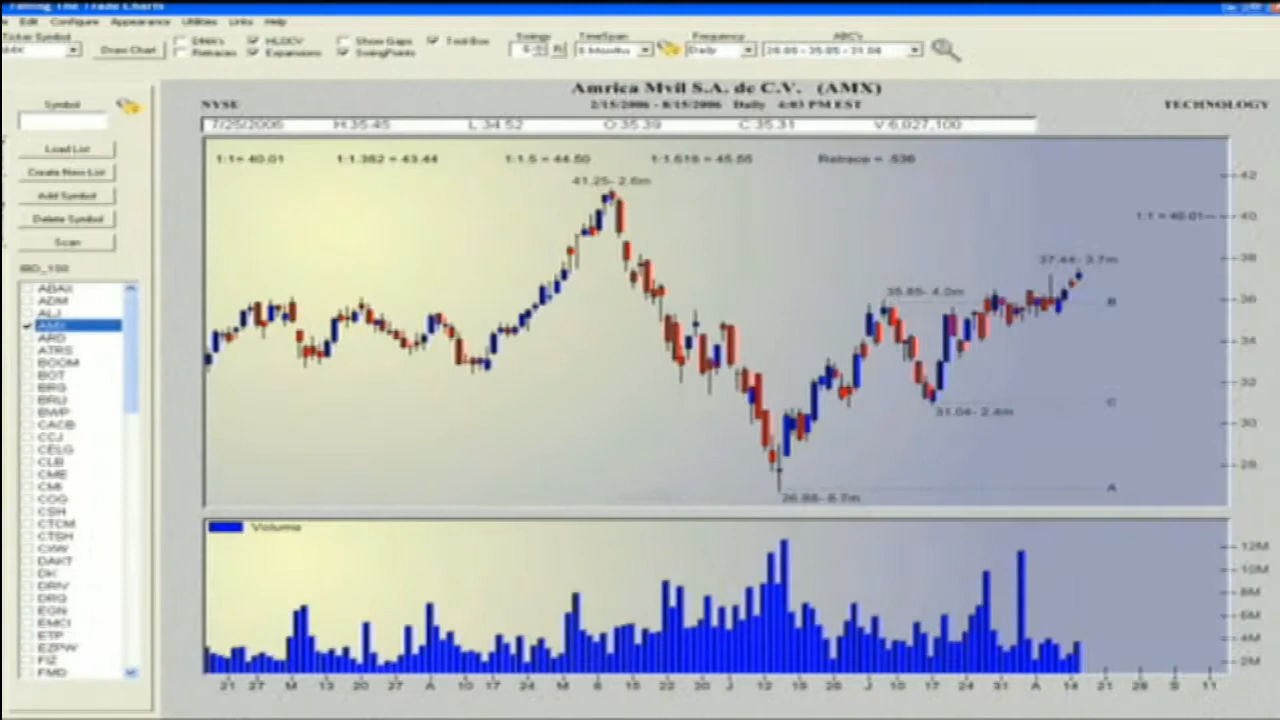 Timing The Trade Charts
Edit Configure Appearance Utilities Links Help
Ticker Symbol
AMX
Draw Chart
DMA's
Retraces
HLOCV
Expansions
Show Gaps
SwingPoints
Tool Box
Swings
TimeSpan
6 Months
Frequency
Daily
ABC's
26.88 - 35.85 - 31.04
Symbol
Load List
Create New List
Add Symbol
Delete Symbol
Scan
IBD_100
ABAX
ADM
ALJ
AMX
ARD
ATRS
BOOM
BOT
BRG
BRLI
BWP
CACB
CCJ
CELG
CLB
CME
CMI
COG
CSH
CTCM
CTSH
CXW
DAKT
DK
DRIV
DRQ
EGN
EMCI
ETP
EZPW
FIZ
FMD
Amrica Mvil S.A. de C.V. (AMX)
NYSE
2/15/2006 - 8/15/2006 Daily 4:03 PM EST
TECHNOLOGY
7/25/2006 H:35.45 L:34.52 O:35.39 C:35.31 V:6,027,100
1:1= 40.01 1:1.382 = 43.44 1:1.5 = 44.50 1:1.618 = 45.55 Retrace = .536
41.25- 2.6m
42
1:1 = 40.01
40
37.44- 3.7m
38
35.85- 4.0m
B
36
34
32
C
31.04- 2.4m
30
28
A
26.88- 6.7m
Volume
12M
10M
8M
6M
4M
2M
21 27 M 13 20 27 A 10 17 24 M 8 15 22 30 J 12 19 26 J 10 17 24 31 A 14 21 28 S 11